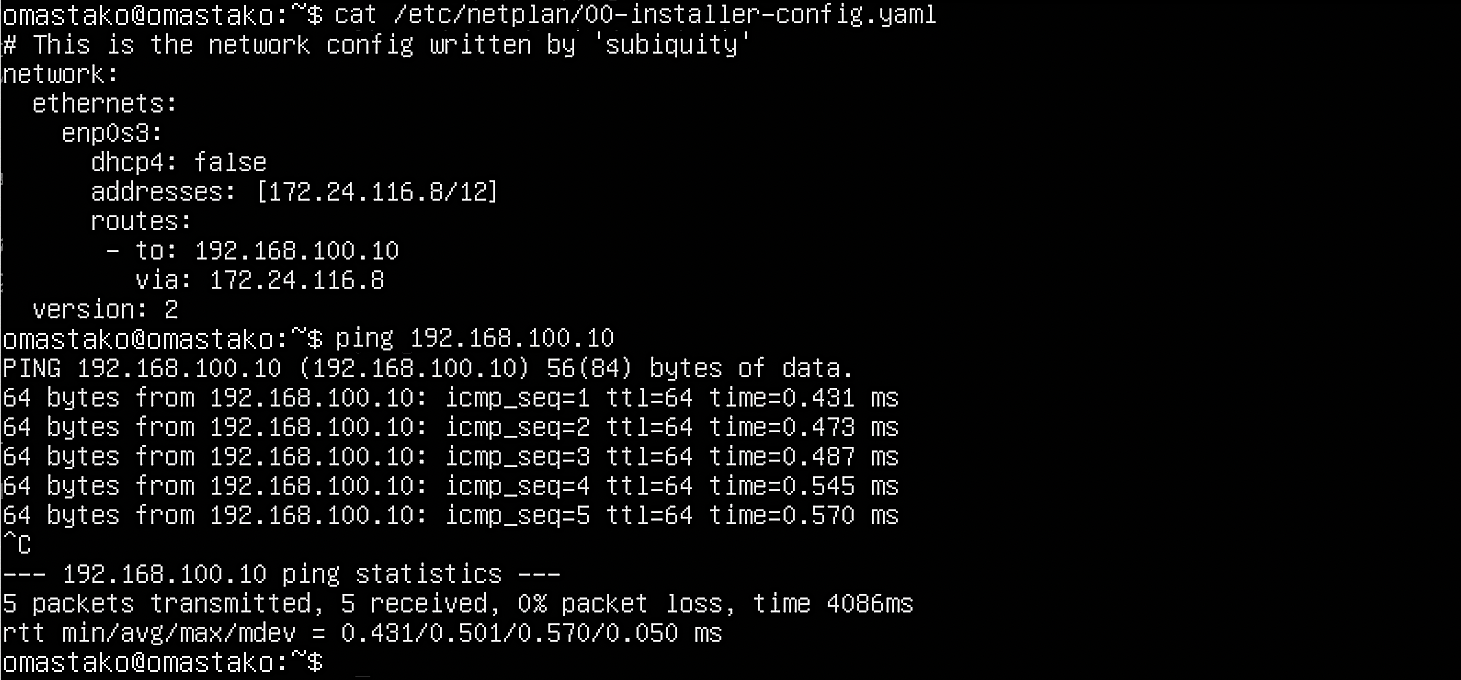 omastako@omastako:~$ cat /etc/netplan/00-installer-config.yaml
# This is the network config written by 'subiquity'
network:
  ethernets:
    enp0s3:
      dhcp4: false
      addresses: [172.24.116.8/12]
      routes:
       - to: 192.168.100.10
         via: 172.24.116.8
  version: 2
omastako@omastako:~$ ping 192.168.100.10
PING 192.168.100.10 (192.168.100.10) 56(84) bytes of data.
64 bytes from 192.168.100.10: icmp_seq=1 ttl=64 time=0.431 ms
64 bytes from 192.168.100.10: icmp_seq=2 ttl=64 time=0.473 ms
64 bytes from 192.168.100.10: icmp_seq=3 ttl=64 time=0.487 ms
64 bytes from 192.168.100.10: icmp_seq=4 ttl=64 time=0.545 ms
64 bytes from 192.168.100.10: icmp_seq=5 ttl=64 time=0.570 ms
^C
--- 192.168.100.10 ping statistics ---
5 packets transmitted, 5 received, 0% packet loss, time 4086ms
rtt min/avg/max/mdev = 0.431/0.501/0.570/0.050 ms
omastako@omastako:~$